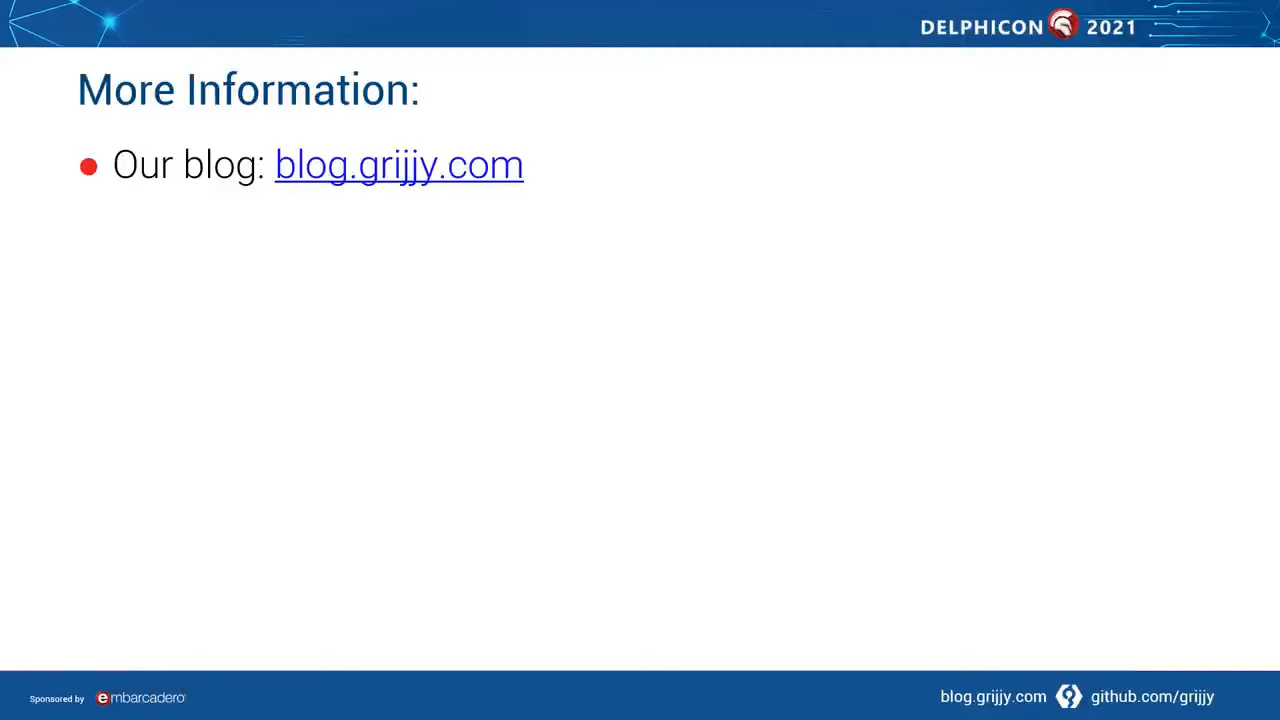 DELPHICON 2021
More Information:
Our blog: blog.grijjy.com
Sponsored by embarcadero
blog.grijjy.com github.com/grijjy